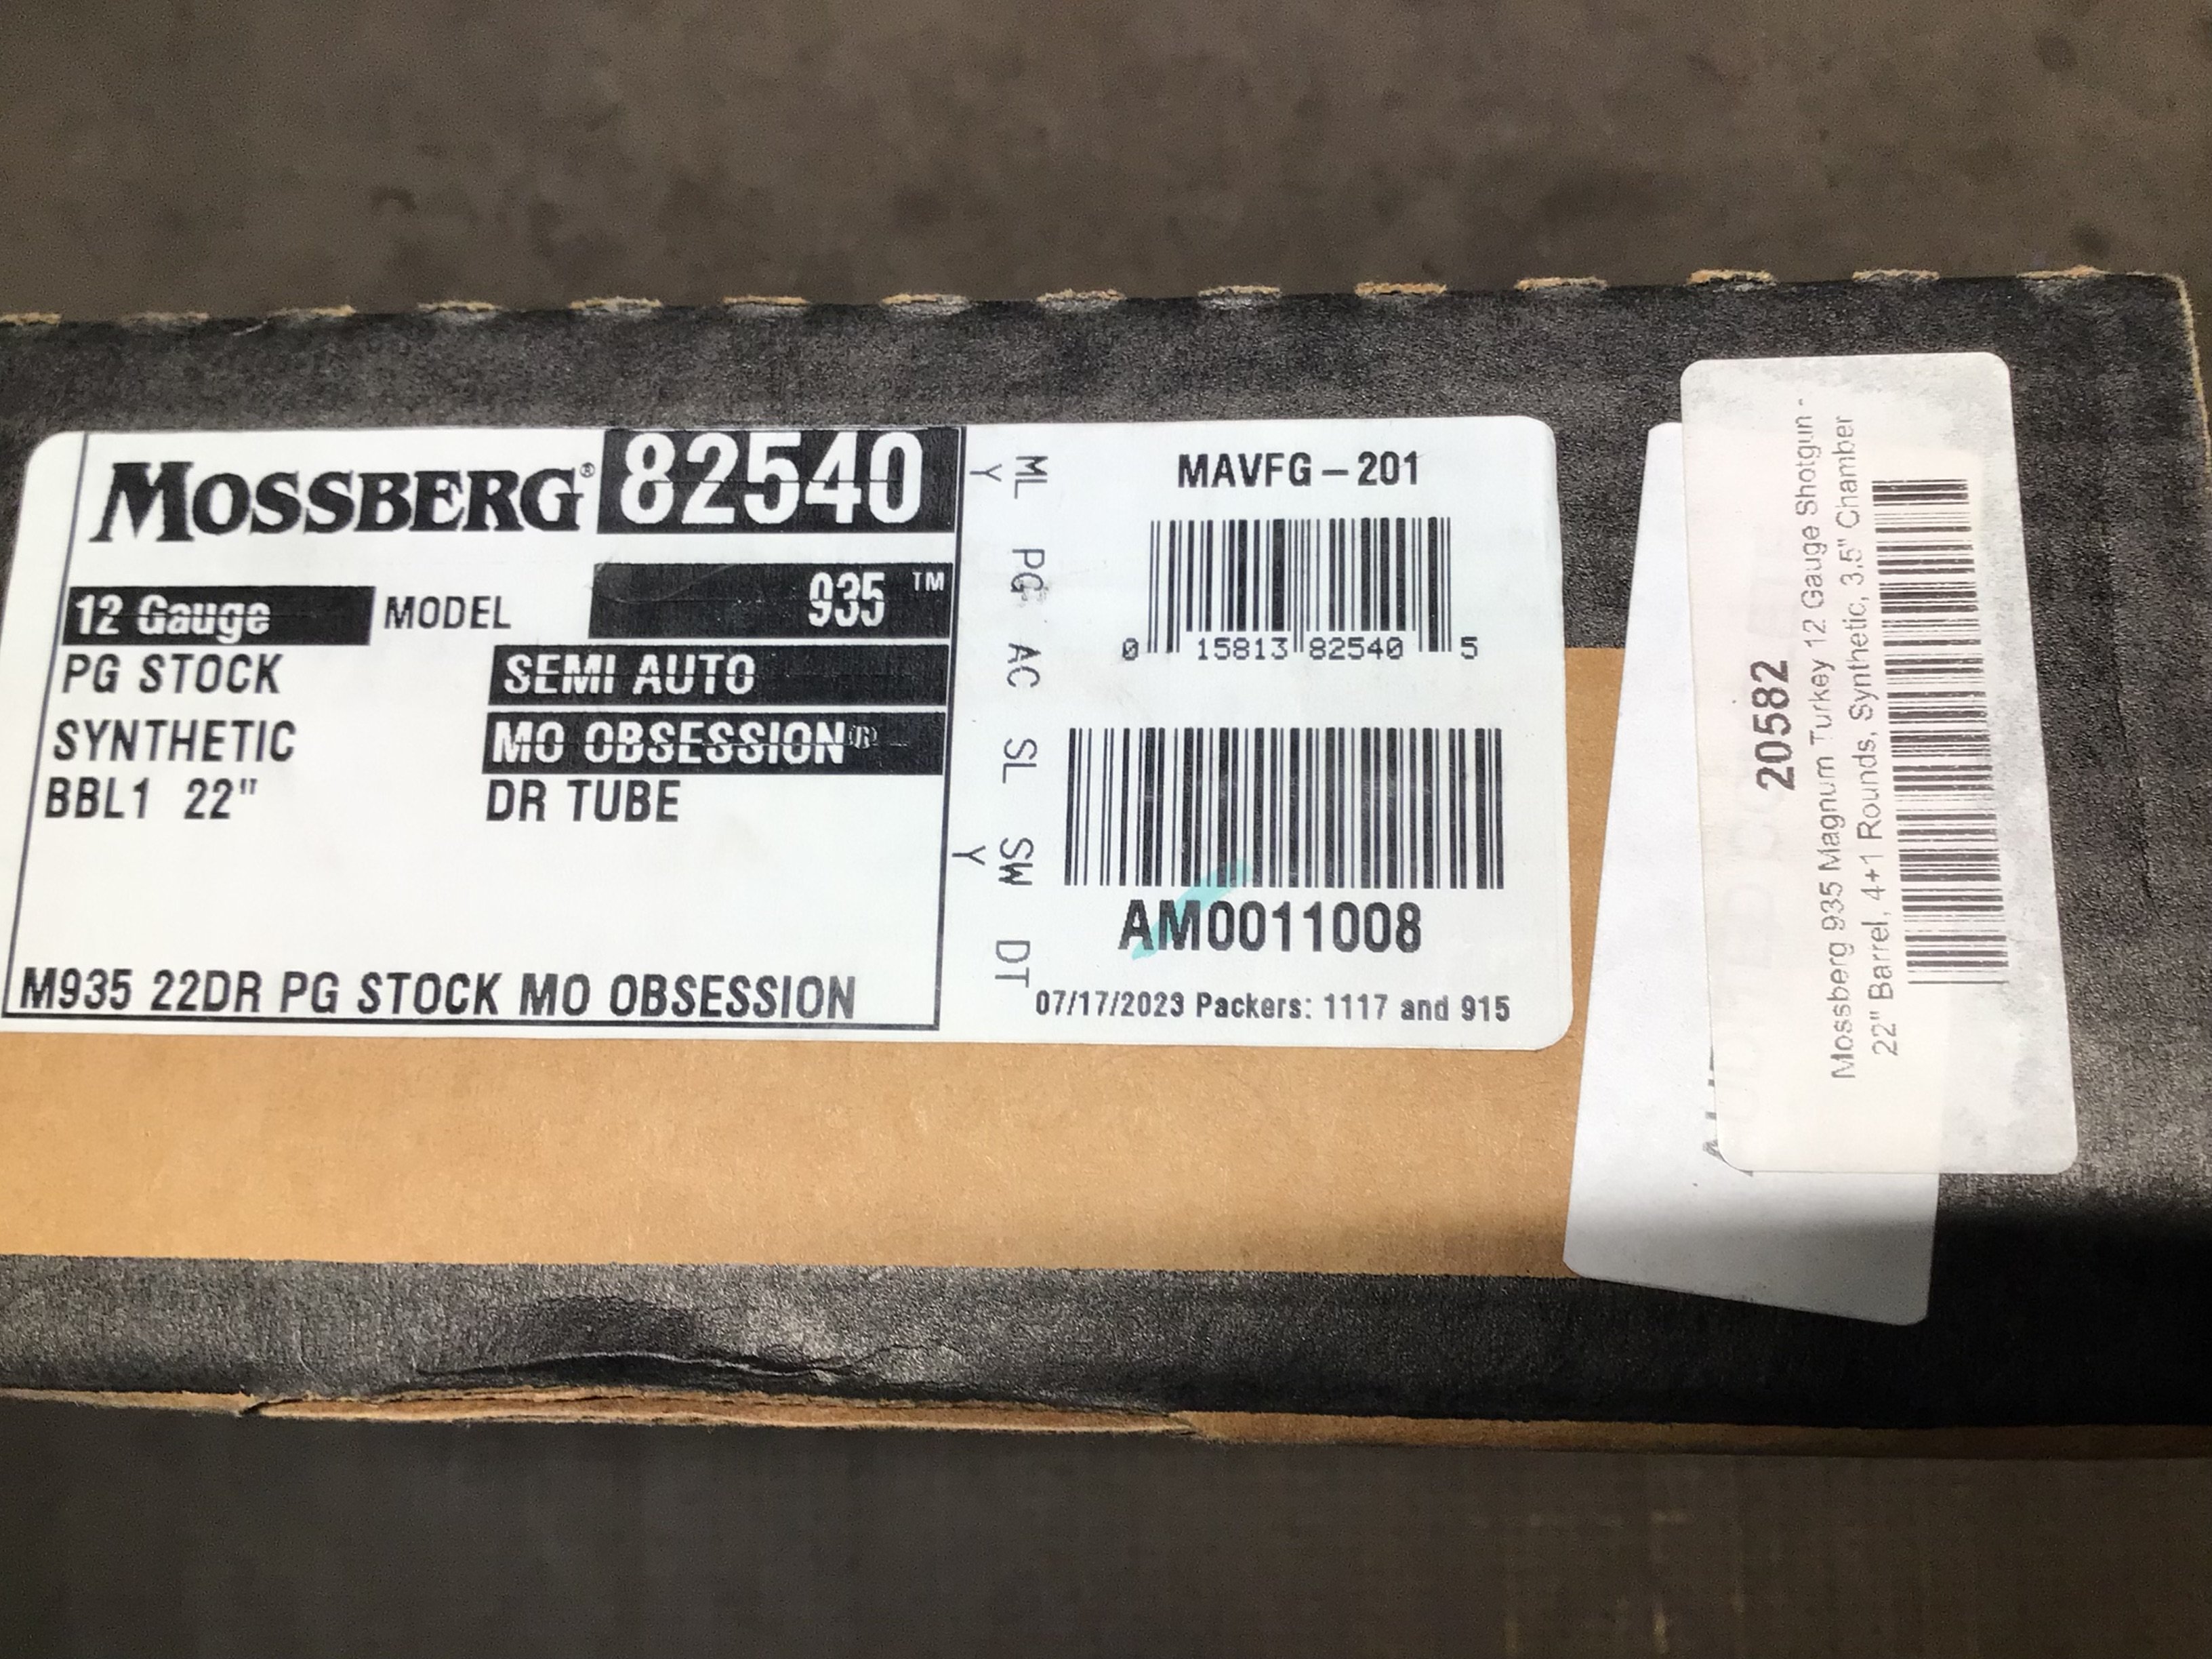 MOSSBERG® 82540
12 Gauge MODEL 935 ™
PG STOCK SEMI AUTO
SYNTHETIC MO OBSESSION®
BBL1 22" DR TUBE
M935 22DR PG STOCK MO OBSESSION
ML PG AC SL SW DT
Y Y
MAVFG-201
0 15813 82540 5
AM0011008
07/17/2023 Packers: 1117 and 915
20582
Mossberg 935 Magnum Turkey 12 Gauge Shotgun -
22" Barrel, 4+1 Rounds, Synthetic, 3.5" Chamber